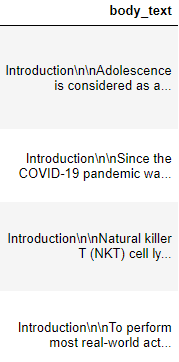 body_text
Introduction\n\nAdolescence
is considered as a...
Introduction\n\nSince the
COVID-19 pandemic wa...
Introduction\n\nNatural killer
T (NKT) cell ly...
Introduction\n\nTo perform
most real-world act...